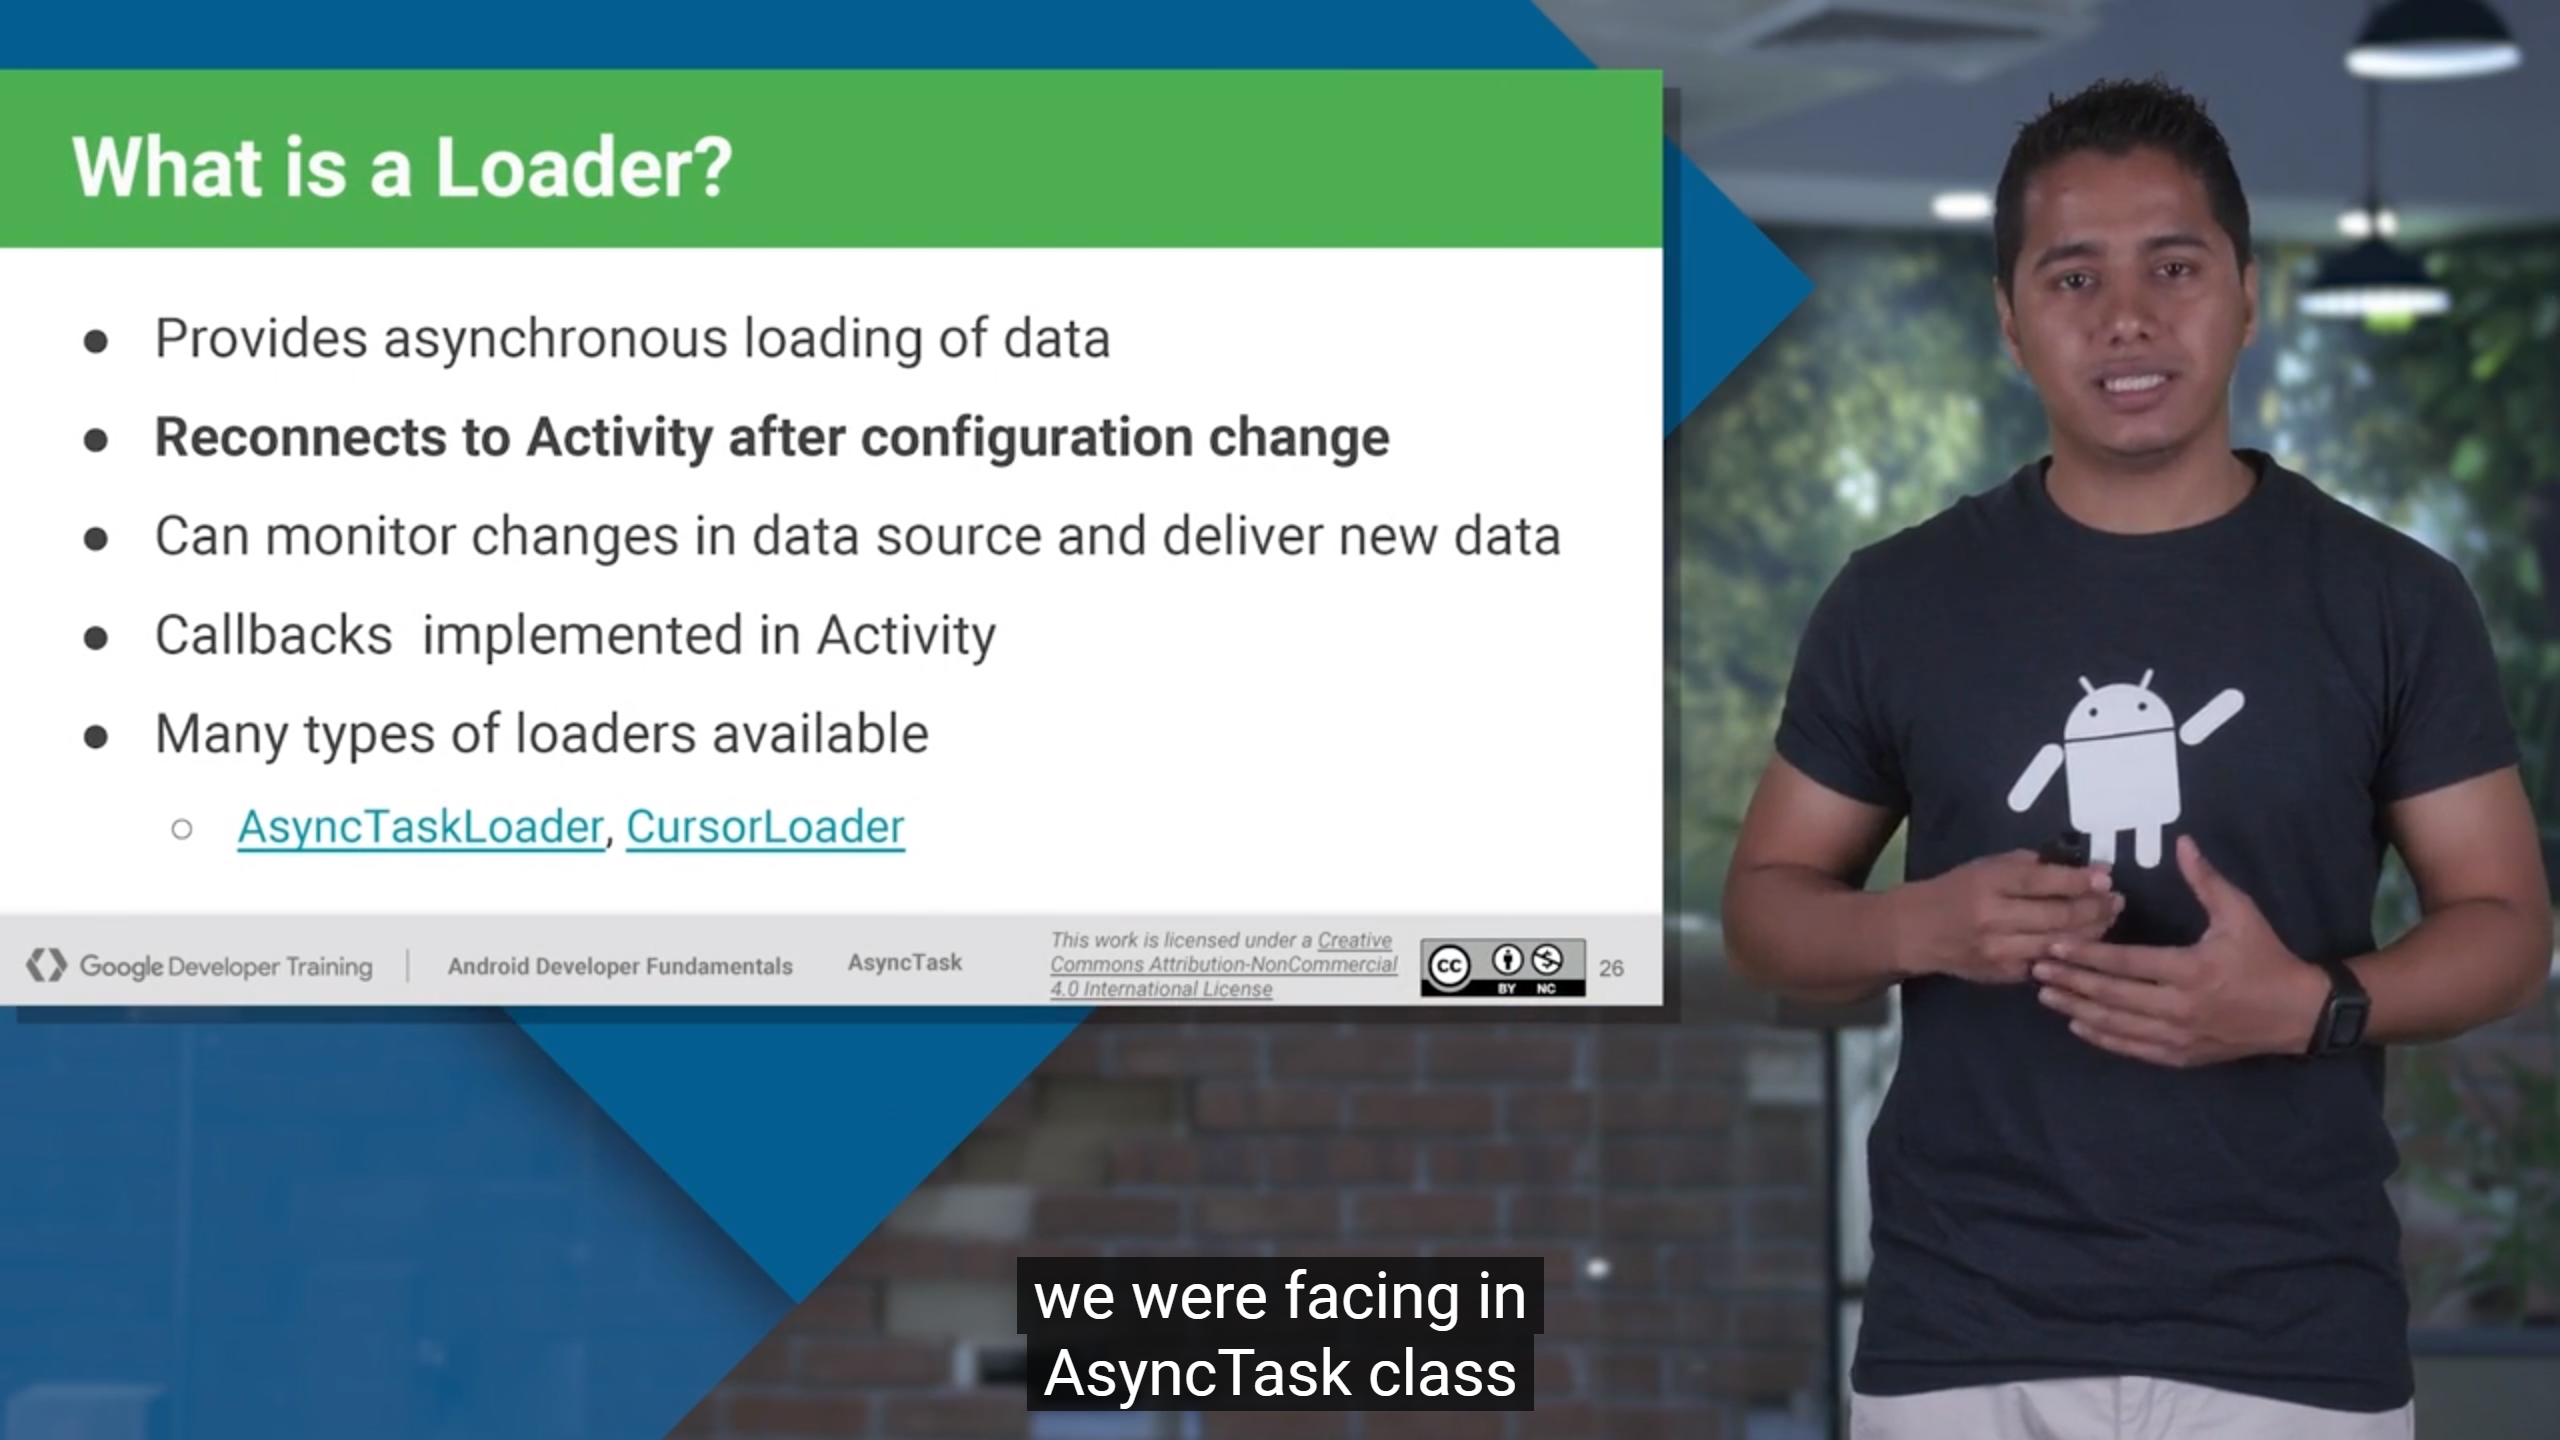 What is a Loader?
● Provides asynchronous loading of data
● Reconnects to Activity after configuration change
● Can monitor changes in data source and deliver new data
● Callbacks  implemented in Activity
● Many types of loaders available
○ AsyncTaskLoader, CursorLoader
Google Developer Training
Android Developer Fundamentals
AsyncTask
This work is licensed under a Creative
Commons Attribution-NonCommercial
4.0 International License
CC BY NC
26
we were facing in
AsyncTask class